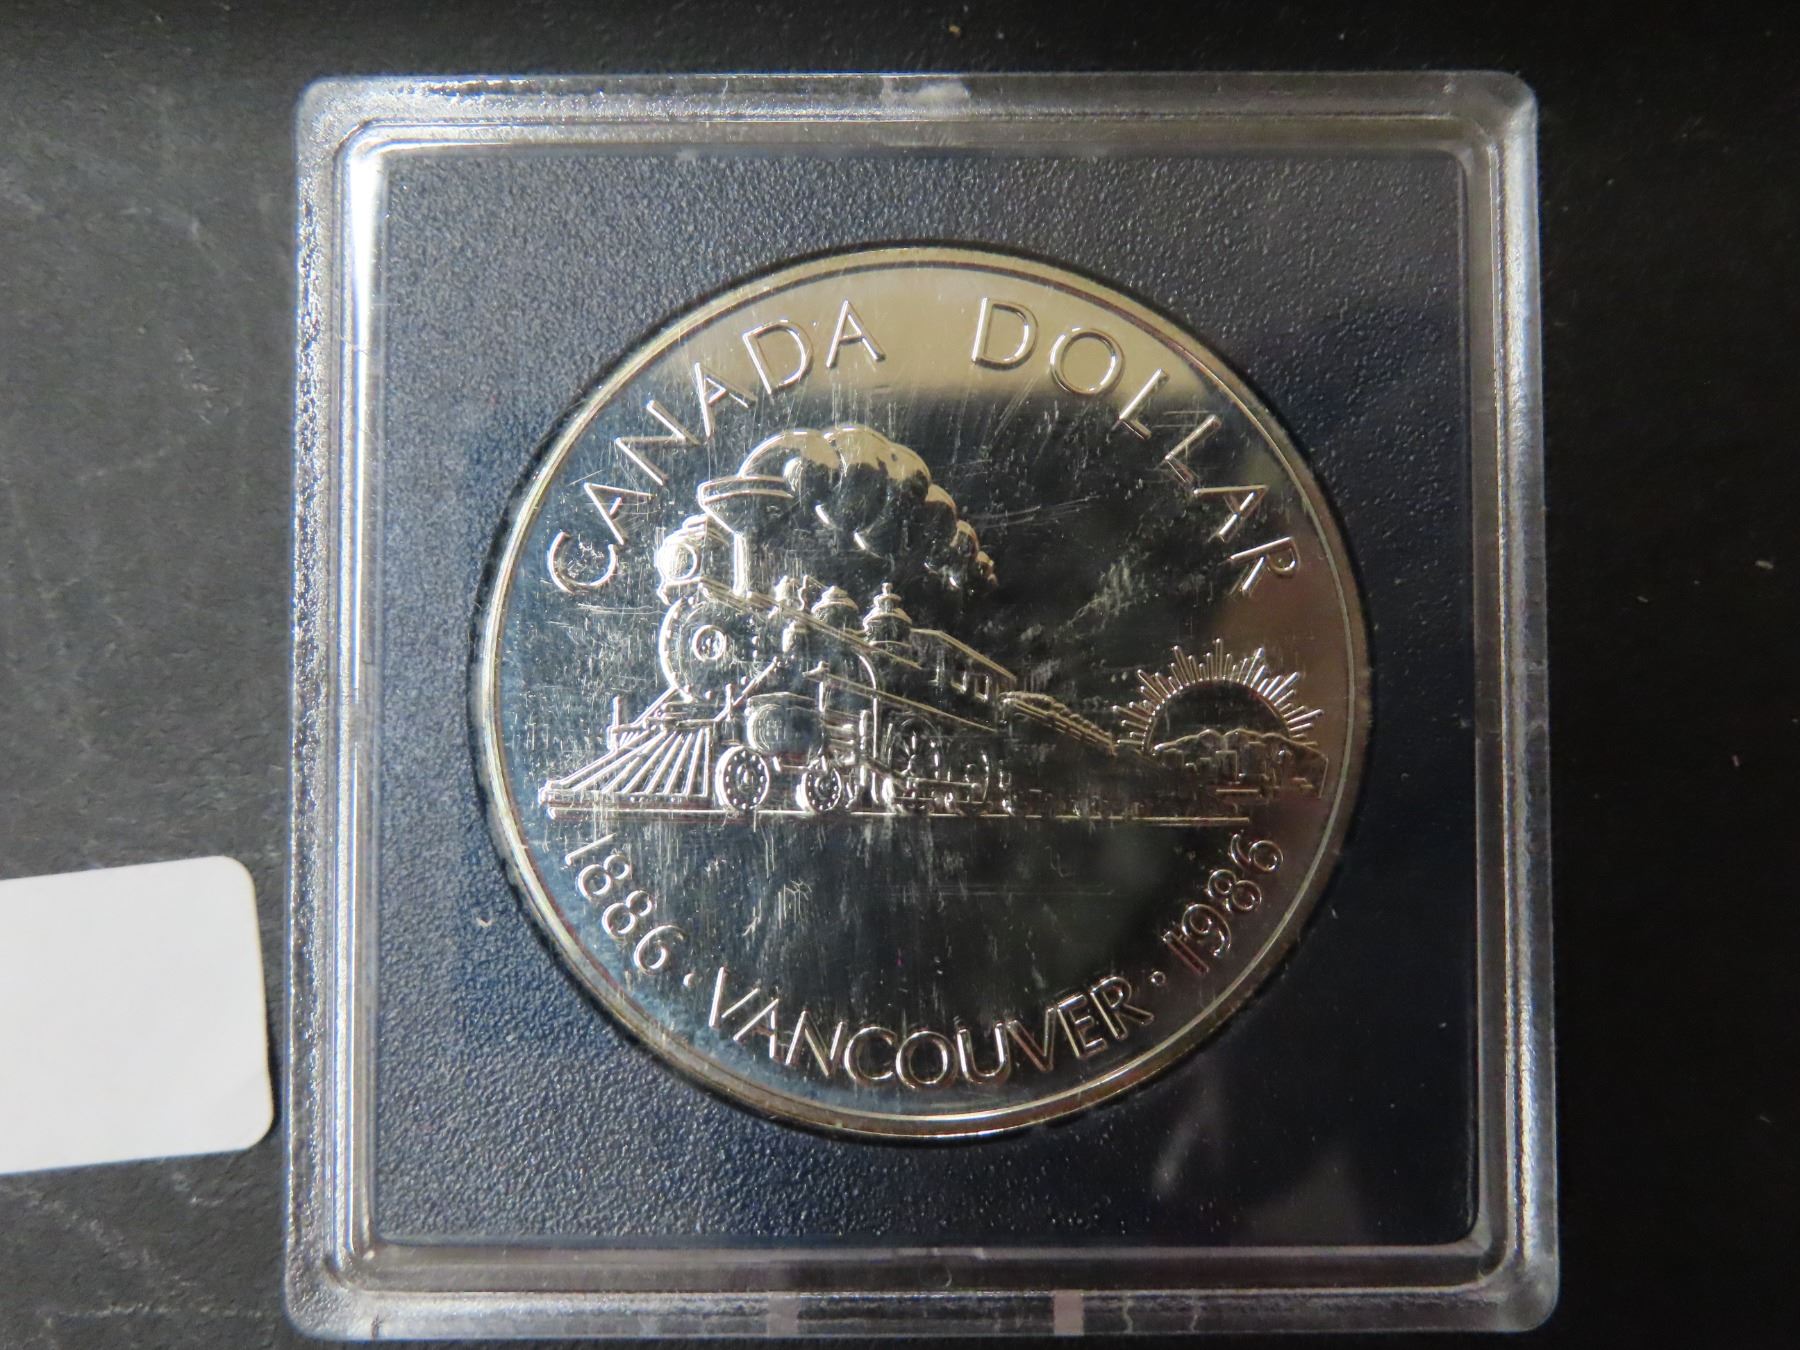 CANADA DOLLAR
1886 · VANCOUVER · 1986